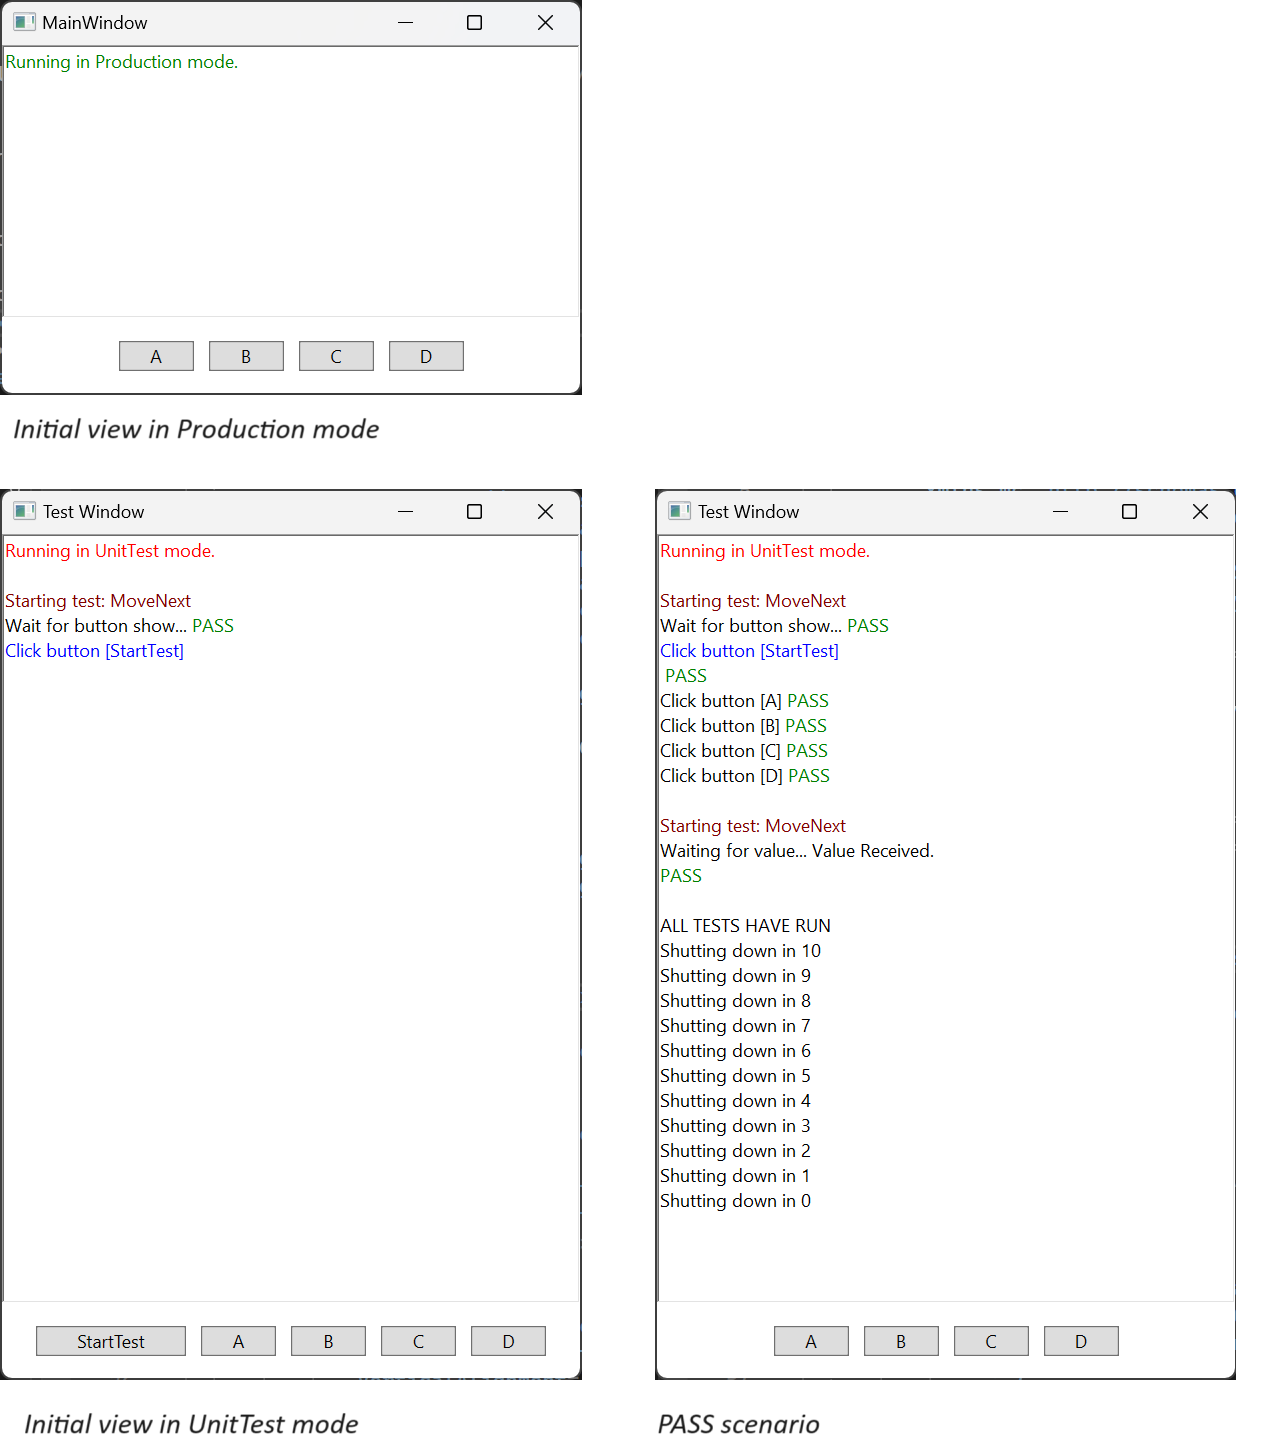 MainWindow
Running in Production mode.
A B C D
Initial view in Production mode
Test Window
Running in UnitTest mode.
Starting test: MoveNext
Wait for button show... PASS
Click button [StartTest]
StartTest A B C D
Initial view in UnitTest mode
Test Window
Running in UnitTest mode.
Starting test: MoveNext
Wait for button show... PASS
Click button [StartTest]
PASS
Click button [A] PASS
Click button [B] PASS
Click button [C] PASS
Click button [D] PASS
Starting test: MoveNext
Waiting for value... Value Received.
PASS
ALL TESTS HAVE RUN
Shutting down in 10
Shutting down in 9
Shutting down in 8
Shutting down in 7
Shutting down in 6
Shutting down in 5
Shutting down in 4
Shutting down in 3
Shutting down in 2
Shutting down in 1
Shutting down in 0
A B C D
PASS scenario